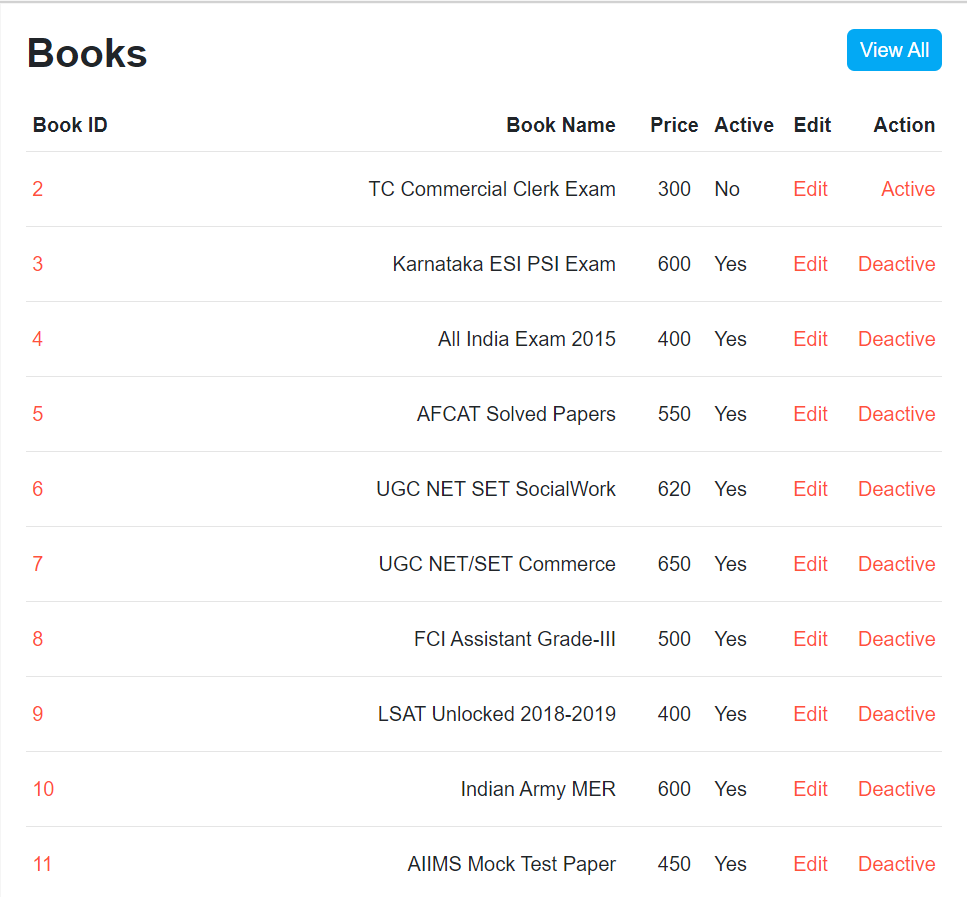 Books
View All
Book ID Book Name Price Active Edit Action
2 TC Commercial Clerk Exam 300 No Edit Active
3 Karnataka ESI PSI Exam 600 Yes Edit Deactive
4 All India Exam 2015 400 Yes Edit Deactive
5 AFCAT Solved Papers 550 Yes Edit Deactive
6 UGC NET SET SocialWork 620 Yes Edit Deactive
7 UGC NET/SET Commerce 650 Yes Edit Deactive
8 FCI Assistant Grade-III 500 Yes Edit Deactive
9 LSAT Unlocked 2018-2019 400 Yes Edit Deactive
10 Indian Army MER 600 Yes Edit Deactive
11 AIIMS Mock Test Paper 450 Yes Edit Deactive